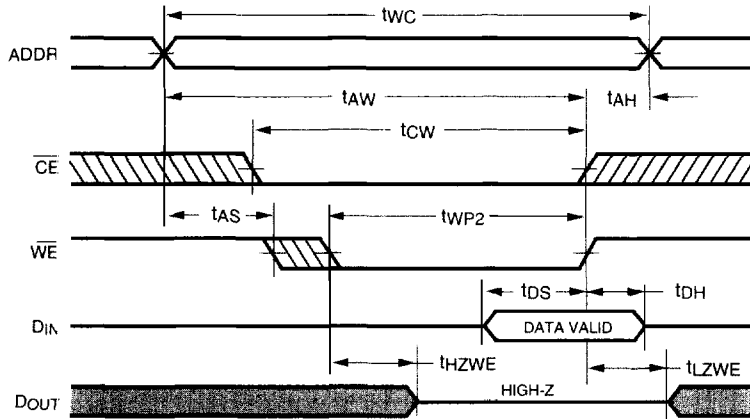 tWC
ADDR
tAW
tAH
tCW
CE
tAS
tWP2
WE
tDS
tDH
DIN
DATA VALID
tHZWE
tLZWE
DOUT
HIGH-Z